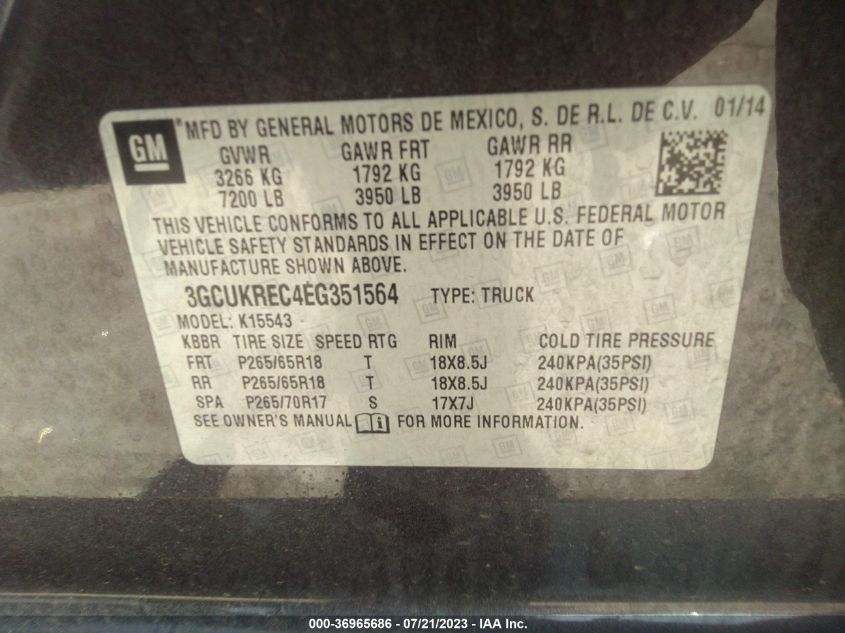 GM
MFD BY GENERAL MOTORS DE MEXICO, S. DE R.L. DE C.V. 01/14
GVWR GAWR FRT GAWR RR
3266 KG 1792 KG 1792 KG
7200 LB 3950 LB 3950 LB
THIS VEHICLE CONFORMS TO ALL APPLICABLE U.S. FEDERAL MOTOR
VEHICLE SAFETY STANDARDS IN EFFECT ON THE DATE OF
MANUFACTURE SHOWN ABOVE.
3GCUKREC4EG351564 TYPE: TRUCK
MODEL: K15543
KBBR TIRE SIZE SPEED RTG RIM COLD TIRE PRESSURE
FRT P265/65R18 T 18X8.5J 240KPA(35PSI)
RR P265/65R18 T 18X8.5J 240KPA(35PSI)
SPA P265/70R17 S 17X7J 240KPA(35PSI)
SEE OWNER'S MANUAL FOR MORE INFORMATION.
000-36965686 / 07/21/2023 - IAA Inc.